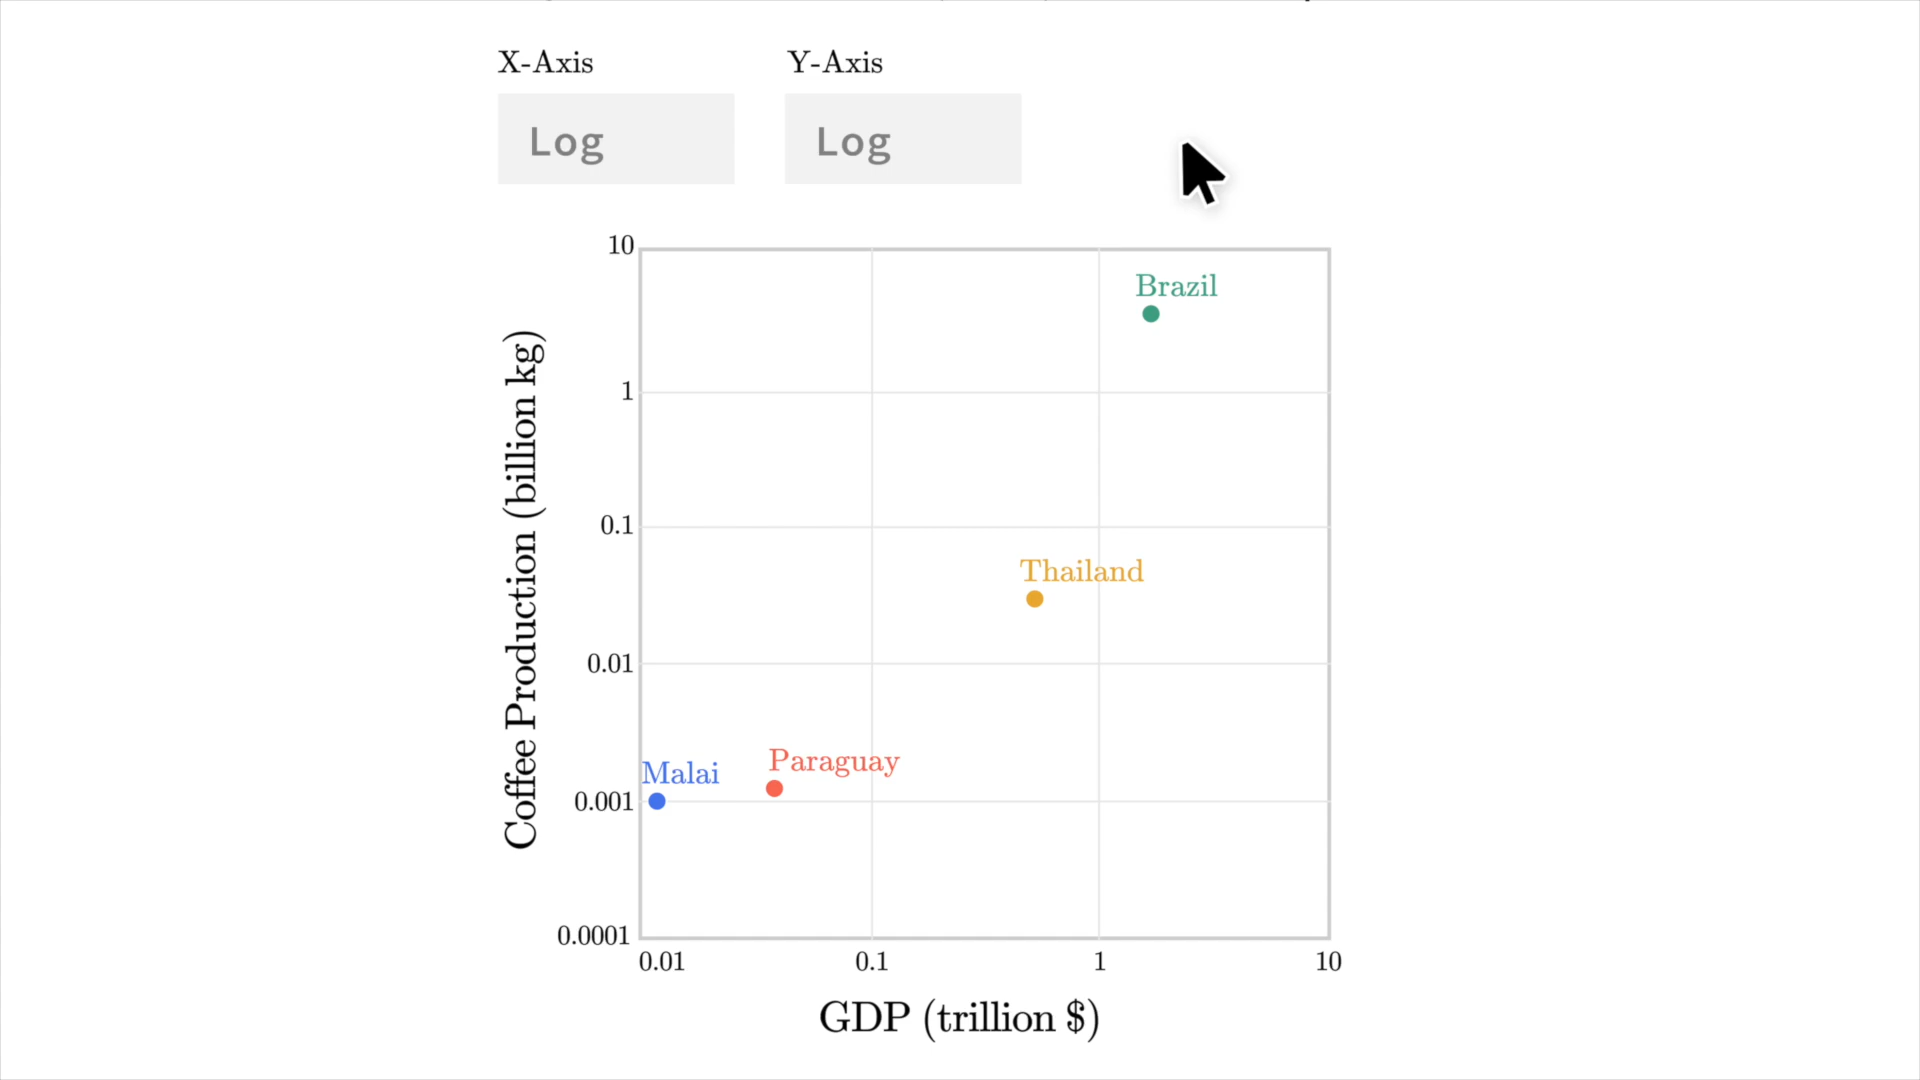 X-Axis Y-Axis
Log Log
10
Brazil
1
Coffee Production (billion kg)
0.1
Thailand
0.01
Paraguay
Malai
0.001
0.0001
0.01 0.1 1 10
GDP (trillion $)